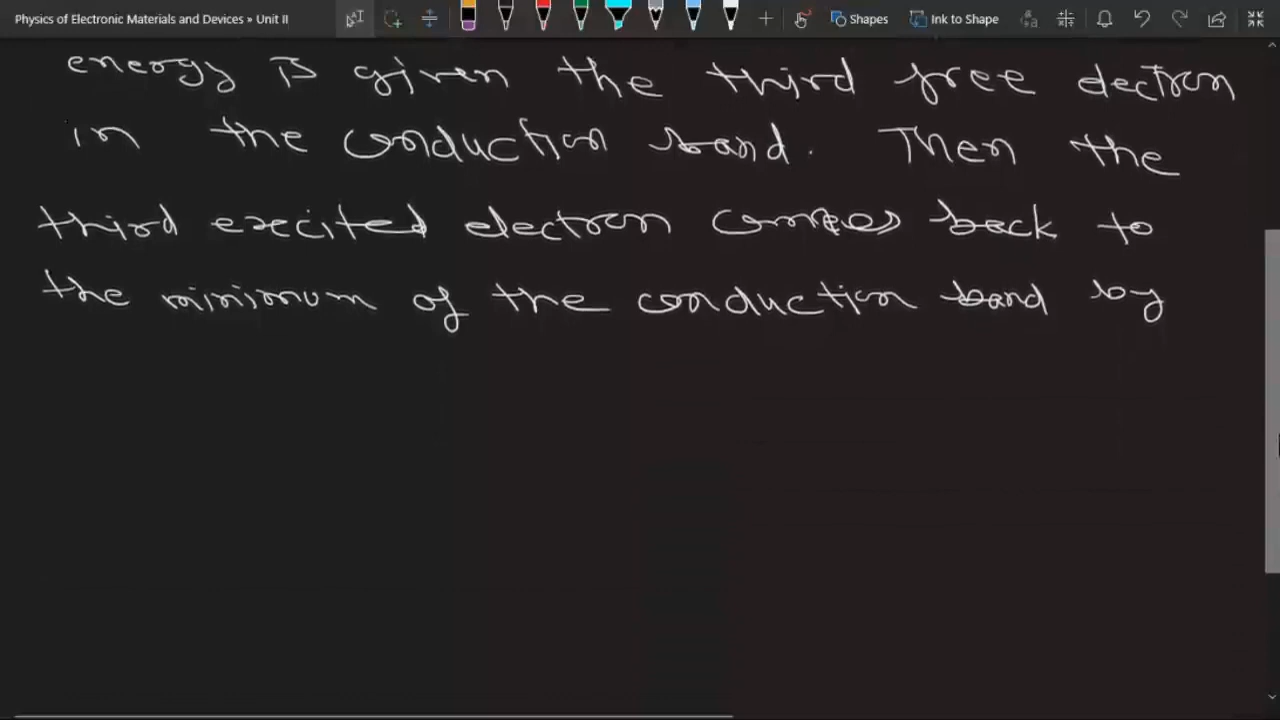 Physics of Electronic Materials and Devices » Unit II
Shapes
Ink to Shape
energy is given the third free electron
in the conduction band. Then the
third excited electron comes back to
the minimum of the conduction band by